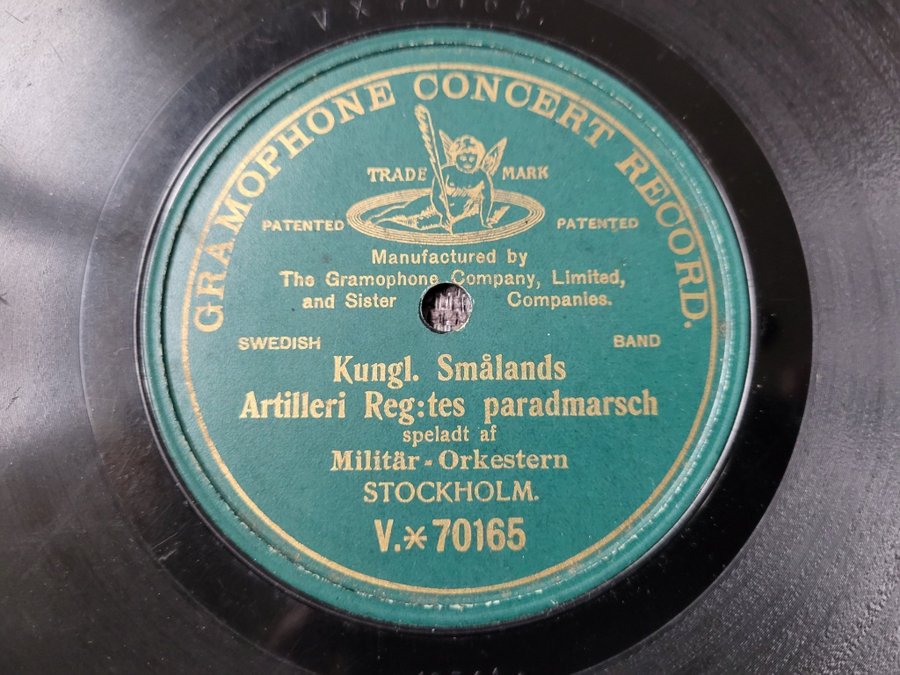 V X 70165.
GRAMOPHONE CONCERT RECORD.
TRADE MARK
PATENTED PATENTED
Manufactured by
The Gramophone Company, Limited,
and Sister Companies.
SWEDISH BAND
Kungl. Smålands
Artilleri Reg:tes paradmarsch
speladt af
Militär-Orkestern
STOCKHOLM.
V.*70165